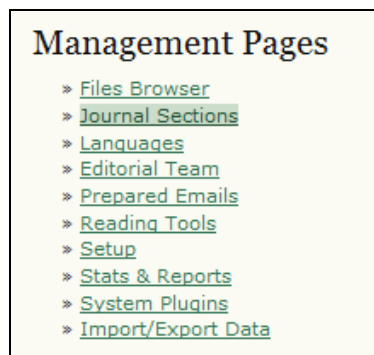 Management Pages
» Files Browser
» Journal Sections
» Languages
» Editorial Team
» Prepared Emails
» Reading Tools
» Setup
» Stats & Reports
» System Plugins
» Import/Export Data